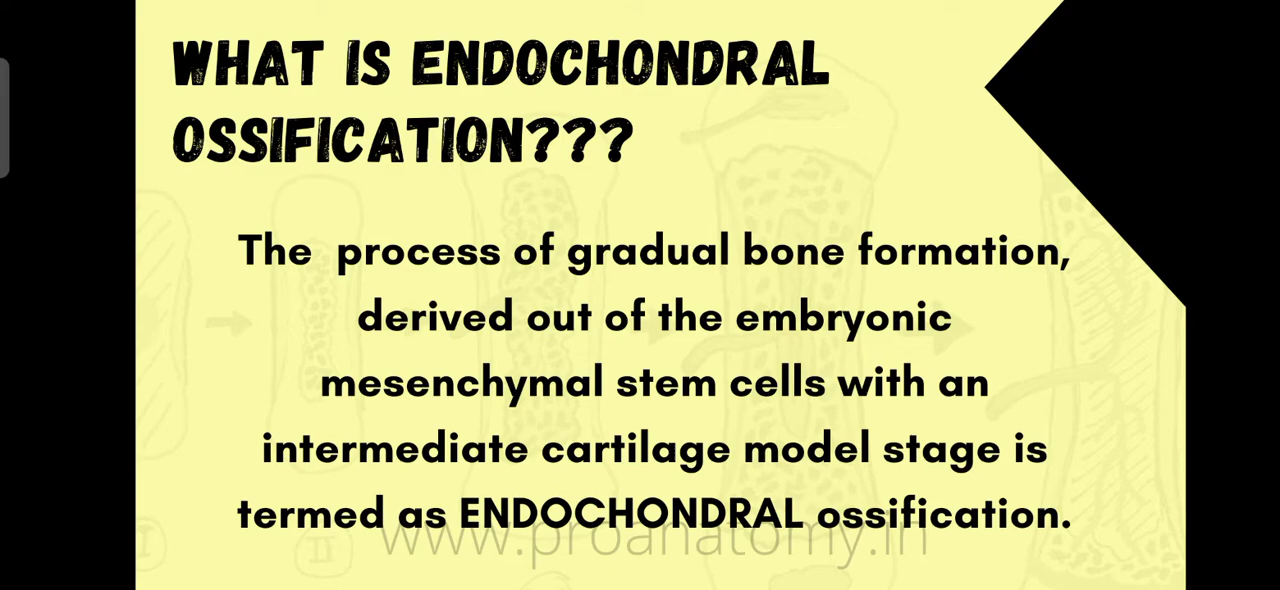 WHAT IS ENDOCHONDRAL
OSSIFICATION???
The process of gradual bone formation,
derived out of the embryonic
mesenchymal stem cells with an
intermediate cartilage model stage is
termed as ENDOCHONDRAL ossification.
www.proanatomy.in
I
II